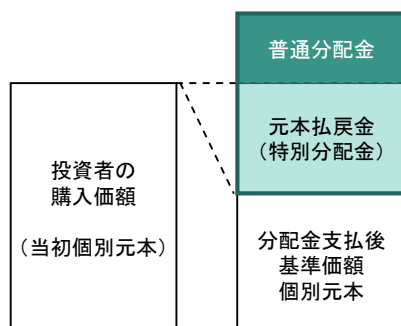 普通分配金
元本払戻金
（特別分配金）
投資者の
購入価額
（当初個別元本）
分配金支払後
基準価額
個別元本